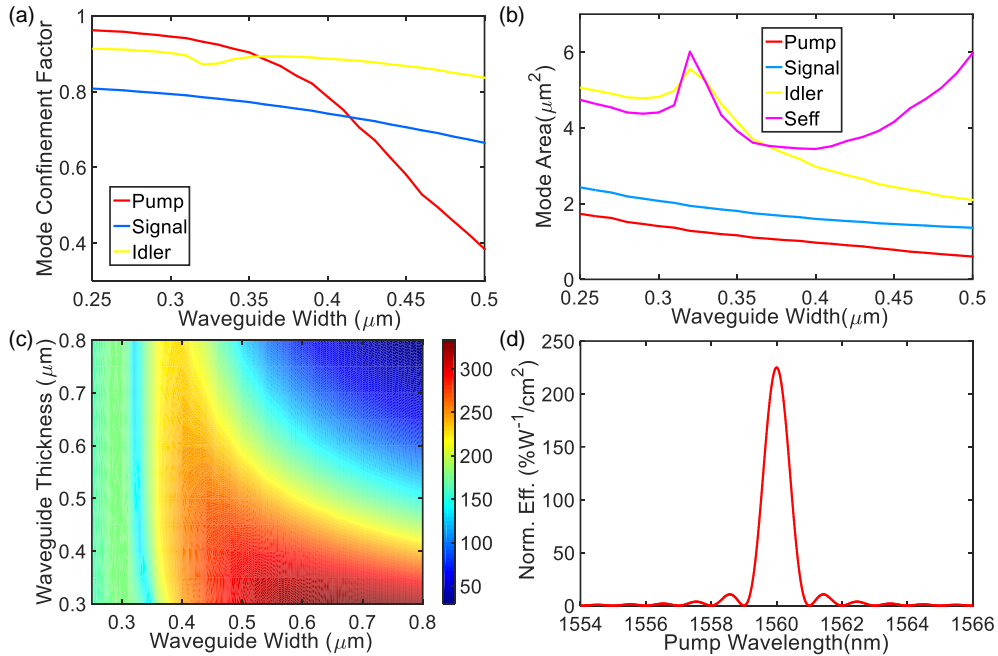 (a)
Mode Confinement Factor
1
0.8
0.6
0.4
Pump
Signal
Idler
0.25 0.3 0.35 0.4 0.45 0.5
Waveguide Width (μm)
(b)
Mode Area(μm²)
6
4
2
0
Pump
Signal
Idler
Seff
0.25 0.3 0.35 0.4 0.45 0.5
Waveguide Width(μm)
(c)
Waveguide Thickness (μm)
0.8
0.7
0.6
0.5
0.4
0.3
0.3 0.4 0.5 0.6 0.7 0.8
Waveguide Width (μm)
300
250
200
150
100
50
(d)
Norm. Eff. (%W⁻¹/cm²)
250
200
150
100
50
0
1554 1556 1558 1560 1562 1564 1566
Pump Wavelength(nm)